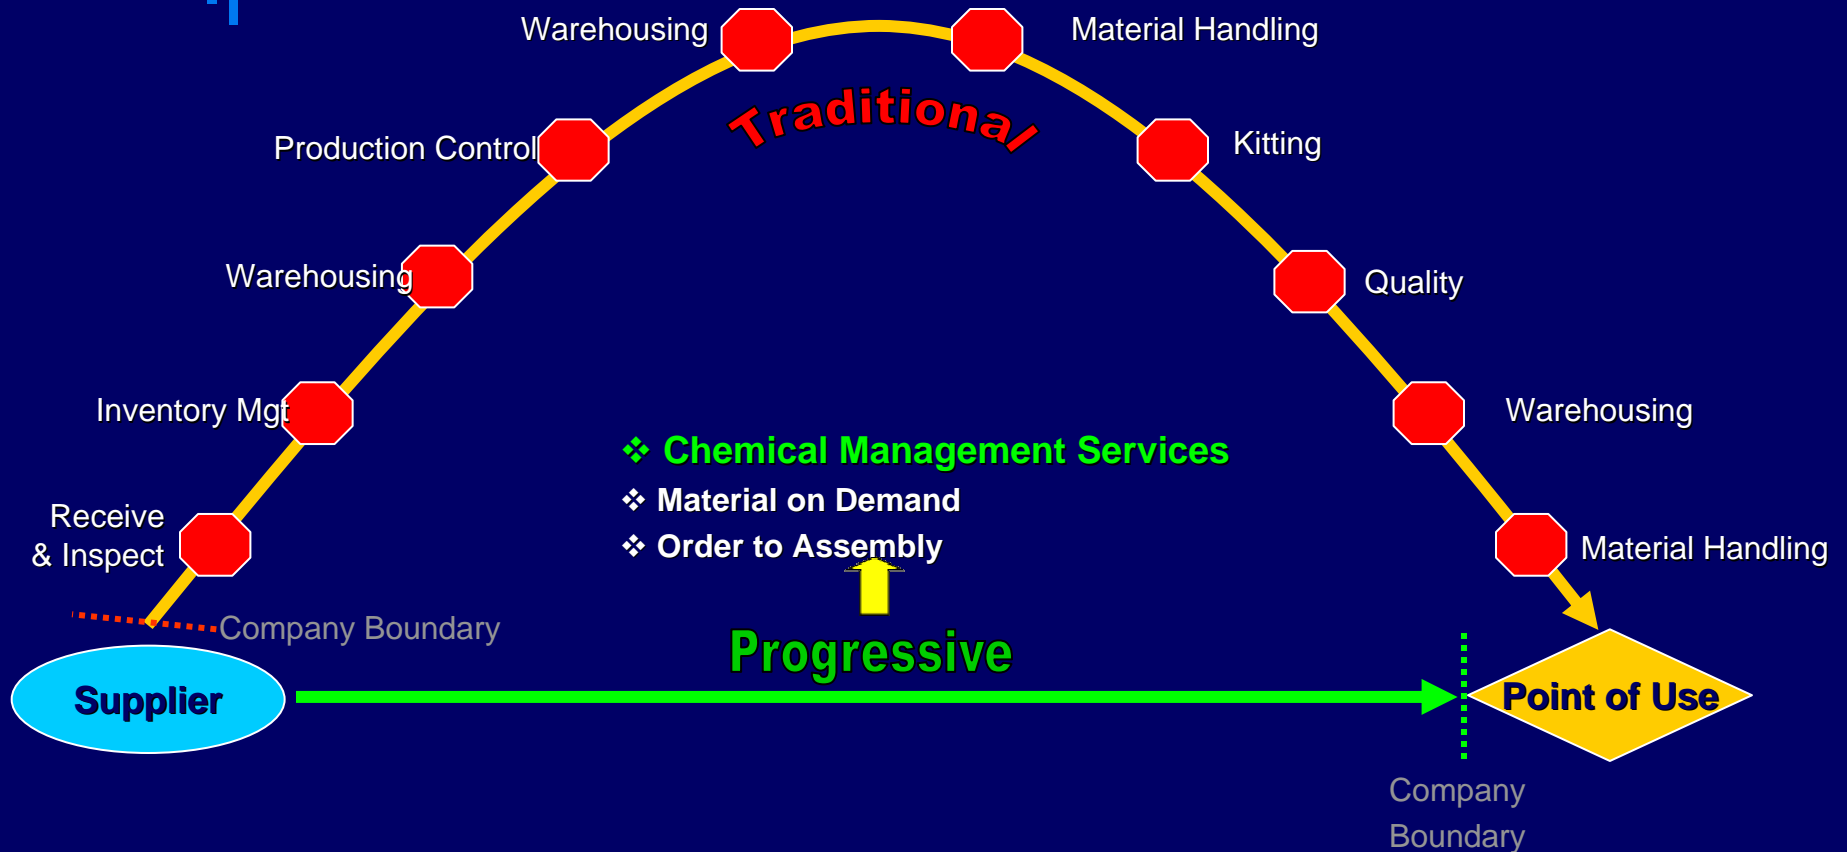 Warehousing
Material Handling
Traditional
Production Control
Kitting
Warehousing
Quality
Inventory Mgt
Warehousing
Chemical Management Services
Material on Demand
Order to Assembly
Receive
& Inspect
Material Handling
Company Boundary
Progressive
Supplier
Point of Use
Company
Boundary